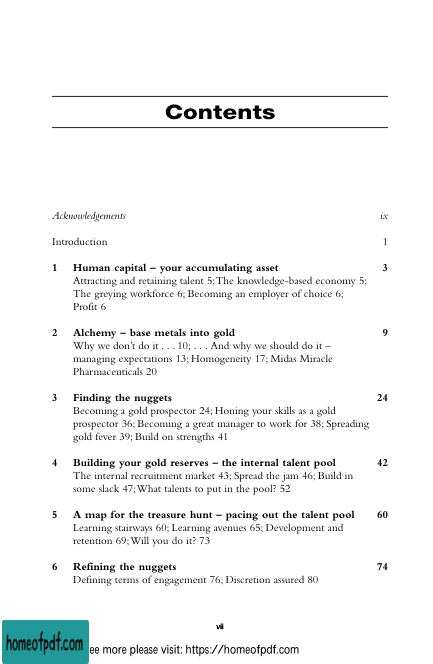 Contents
Acknowledgements ix
Introduction 1
1 Human capital – your accumulating asset 3
Attracting and retaining talent 5; The knowledge-based economy 5;
The greying workforce 6; Becoming an employer of choice 6;
Profit 6
2 Alchemy – base metals into gold 9
Why we don't do it . . . 10; . . . And why we should do it –
managing expectations 13; Homogeneity 17; Midas Miracle
Pharmaceuticals 20
3 Finding the nuggets 24
Becoming a gold prospector 24; Honing your skills as a gold
prospector 36; Becoming a great manager to work for 38; Spreading
gold fever 39; Build on strengths 41
4 Building your gold reserves – the internal talent pool 42
The internal recruitment market 43; Spread the jam 46; Build in
some slack 47; What talents to put in the pool? 52
5 A map for the treasure hunt – pacing out the talent pool 60
Learning stairways 60; Learning avenues 65; Development and
retention 69; Will you do it? 73
6 Refining the nuggets 74
Defining terms of engagement 76; Discretion assured 80
vii
homeofpdf.com
ee more please visit: https://homeofpdf.com